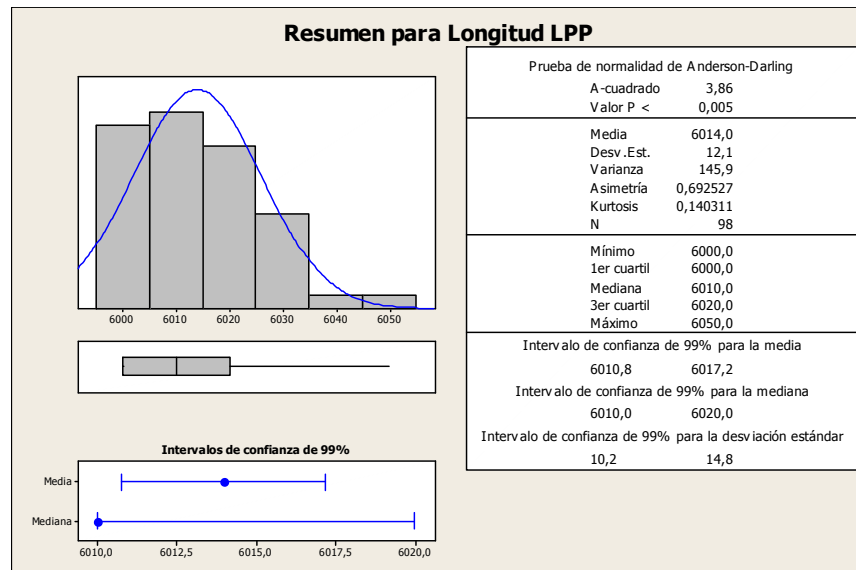 Resumen para Longitud LPP
6000 6010 6020 6030 6040 6050
Intervalos de confianza de 99%
Media
Mediana
6010,0 6012,5 6015,0 6017,5 6020,0
Prueba de normalidad de Anderson-Darling
A-cuadrado 3,86
Valor P < 0,005
Media 6014,0
Desv.Est. 12,1
Varianza 145,9
Asimetría 0,692527
Kurtosis 0,140311
N 98
Mínimo 6000,0
1er cuartil 6000,0
Mediana 6010,0
3er cuartil 6020,0
Máximo 6050,0
Intervalo de confianza de 99% para la media
6010,8 6017,2
Intervalo de confianza de 99% para la mediana
6010,0 6020,0
Intervalo de confianza de 99% para la desviación estándar
10,2 14,8